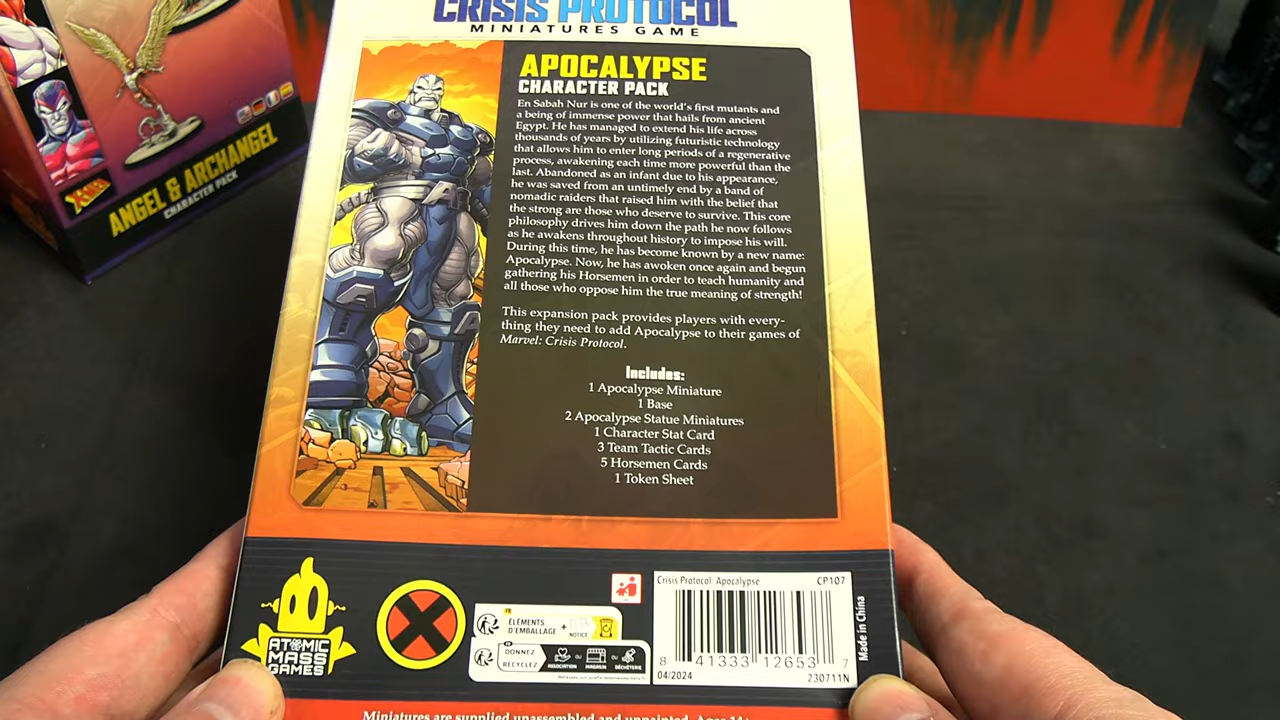 CRISIS PROTOCOL
MINIATURES GAME
APOCALYPSE
CHARACTER PACK
En Sabah Nur is one of the world's first mutants and
a being of immense power that hails from ancient
Egypt. He has managed to extend his life across
thousands of years by utilizing futuristic technology
that allows him to enter long periods of a regenerative
process, awakening each time more powerful than the
last. Abandoned as an infant due to his appearance,
he was saved from an untimely end by a band of
nomadic raiders that raised him with the belief that
the strong are those who deserve to survive. This core
philosophy drives him down the path he now follows
as he awakens throughout history to impose his will.
During this time, he has become known by a new name:
Apocalypse. Now, he has awoken once again and begun
gathering his Horsemen in order to teach humanity and
all those who oppose him the true meaning of strength!
This expansion pack provides players with every-
thing they need to add Apocalypse to their games of
Marvel: Crisis Protocol.
Includes:
1 Apocalypse Miniature
1 Base
2 Apocalypse Statue Miniatures
1 Character Stat Card
3 Team Tactic Cards
5 Horsemen Cards
1 Token Sheet
X-MEN
ANGEL & ARCHANGEL
CHARACTER PACK
ATOMIC
MASS
GAMES
FR
ÉLÉMENTS
D'EMBALLAGE
+
NOTICE
FR
DONNEZ
OU
RECYCLEZ
ASSOCIATION
OU
MAGASIN
OU
DÉCHÈTERIE
Crisis Protocol: Apocalypse CP107
8 41333 12653 7
04/2024 230711N
Made in China
Miniatures are supplied unassembled and unpainted. Ages 14+